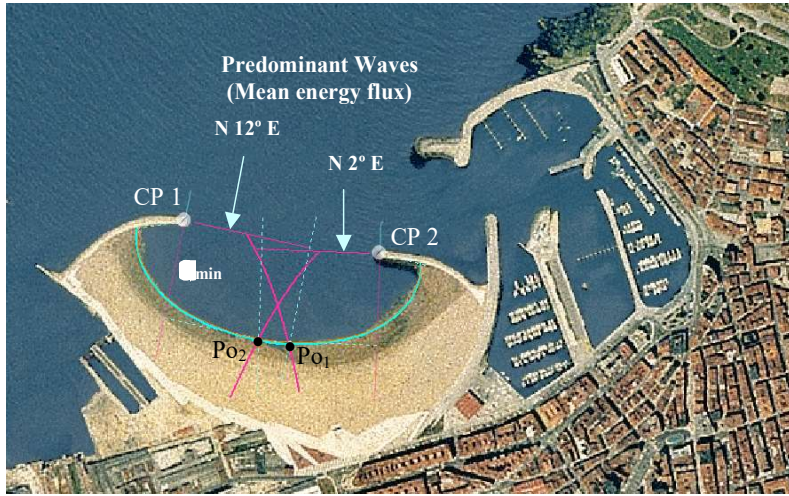 Predominant Waves
(Mean energy flux)
N 12º E
N 2º E
CP 1
CP 2
min
Po2
Po1